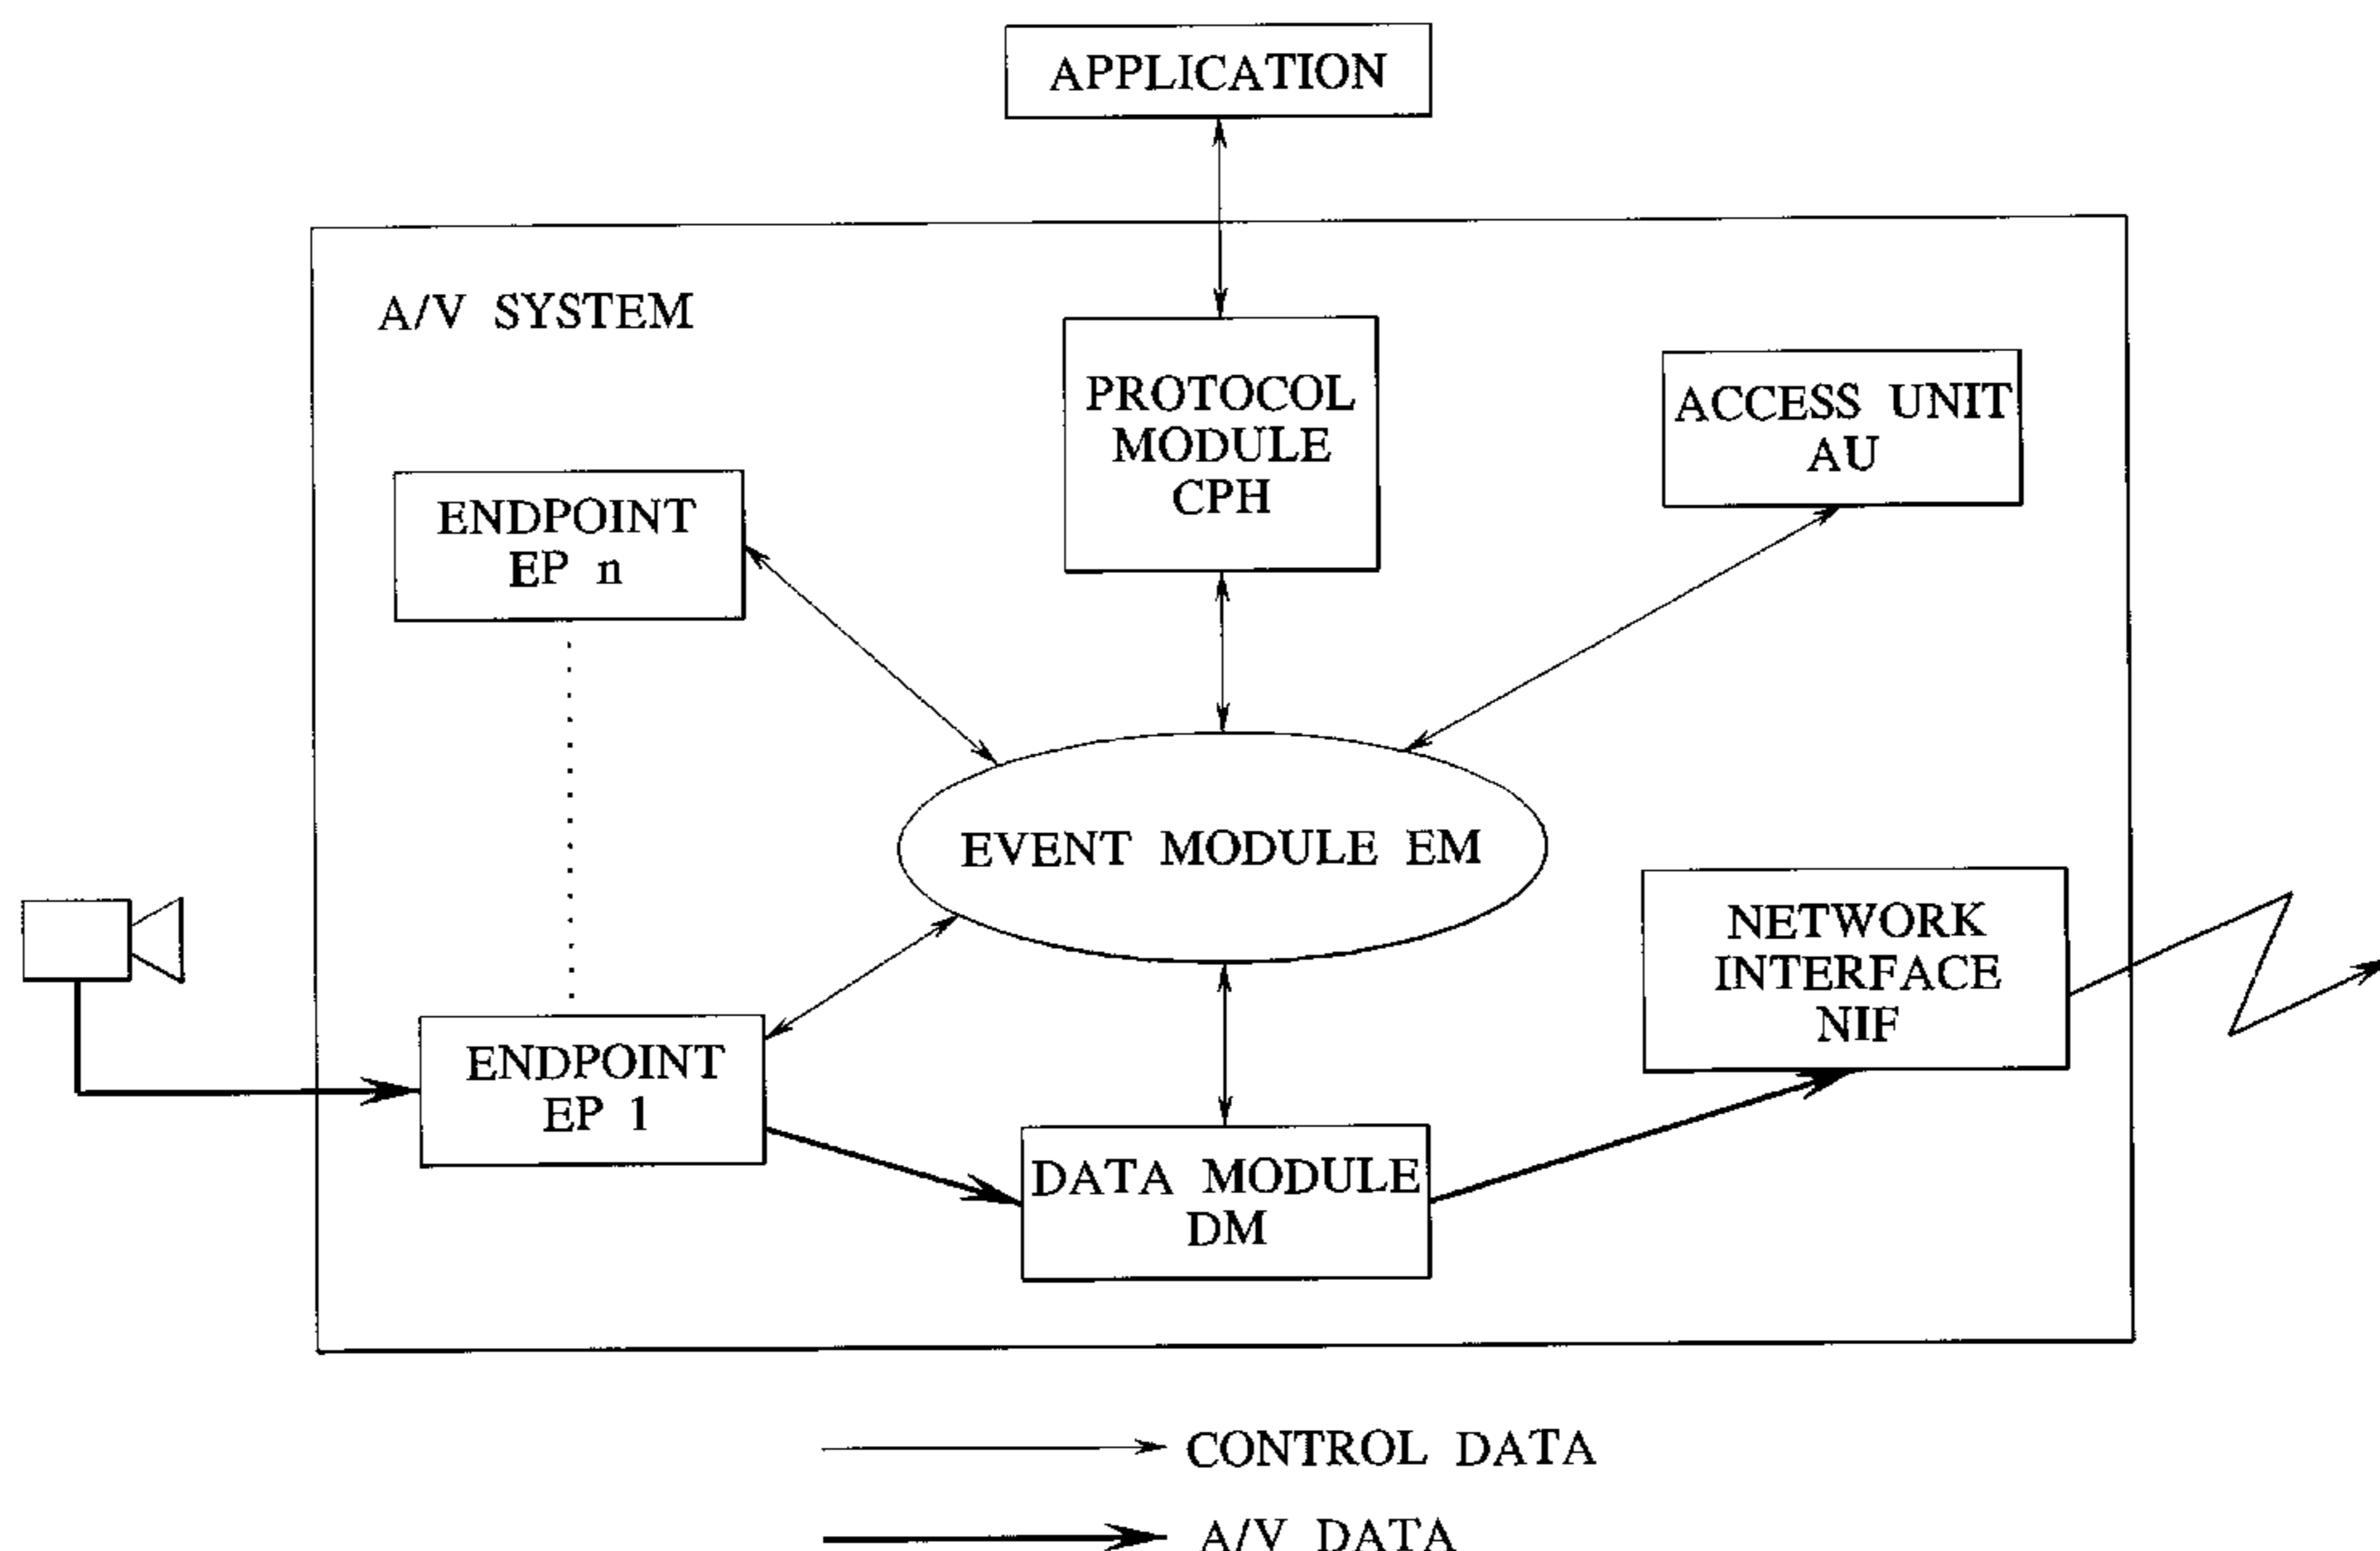 APPLICATION
A/V SYSTEM
PROTOCOL
MODULE
CPH
ACCESS UNIT
AU
ENDPOINT
EP n
EVENT MODULE EM
NETWORK
INTERFACE
NIF
ENDPOINT
EP 1
DATA MODULE
DM
CONTROL DATA
A/V DATA